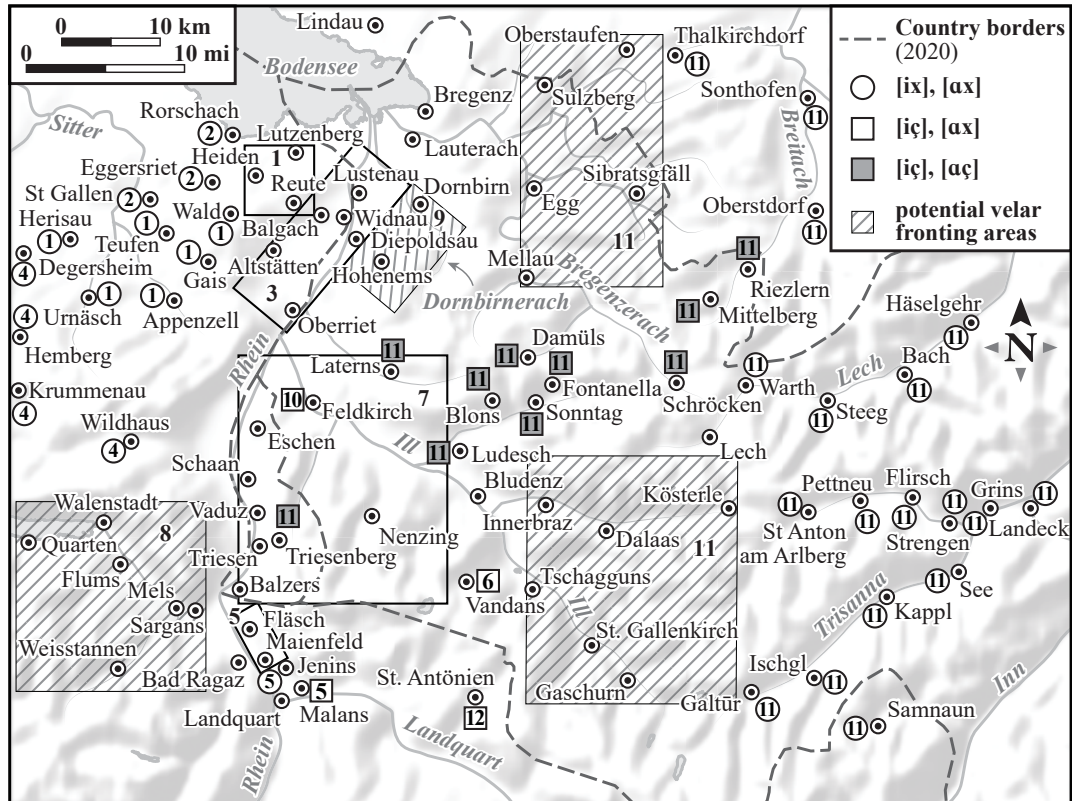 0 10 km
0 10 mi
Country borders
(2020)
[ix], [ɑx]
[iç], [ɑx]
[iç], [ɑç]
potential velar
fronting areas
Lindau
Bodensee
Oberstaufen
Thalkirchdorf
11
Sulzberg
Sonthofen
11
Bregenz
Rorschach
2
Lutzenberg
Lauterach
Breitach
Sitter
Eggersriet
2
Heiden
1
Lustenau
Dornbirn
Sibratsgfäll
St Gallen
2
Reute
Egg
Oberstdorf
11
Herisau
1
Wald
1
Widnau
9
11
Teufen
1
Balgach
Diepoldsau
11
4
Degersheim
Gais
1
Altstätten
Hohenems
Mellau
Riezlern
1
1
3
Dornbirnerach
Bregenzerach
11
Mittelberg
Häselgehr
11
N
4
Urnäsch
Appenzell
Oberriet
Hemberg
Rhein
11
Laterns
11
Damüls
11
11
11
Bach
11
Lech
Krummenau
4
10
Feldkirch
7
11
Blons
Fontanella
Sonntag
11
Schröcken
Warth
Steeg
11
Wildhaus
4
Eschen
Ill
11
Ludesch
Lech
Schaan
Bludenz
Pettneu
Flirsch
Grins
11
Walenstadt
8
Vaduz
11
Nenzing
Innerbraz
Kösterle
11
St Anton
am Arlberg
11
11
11
11
Strengen
Landeck
Quarten
Triesen
Triesenberg
Dalaas
11
Flums
Balzers
6
Vandans
Tschagguns
11
See
Mels
5
Fläsch
Ill
Trisanna
11
Kappl
Sargans
Maienfeld
St. Gallenkirch
Weisstannen
Bad Ragaz
Jenins
5
5
Malans
St. Antönien
12
Gaschurn
Ischgl
11
Inn
Landquart
Galtür
11
11
Samnaun
Rhein
Landquart